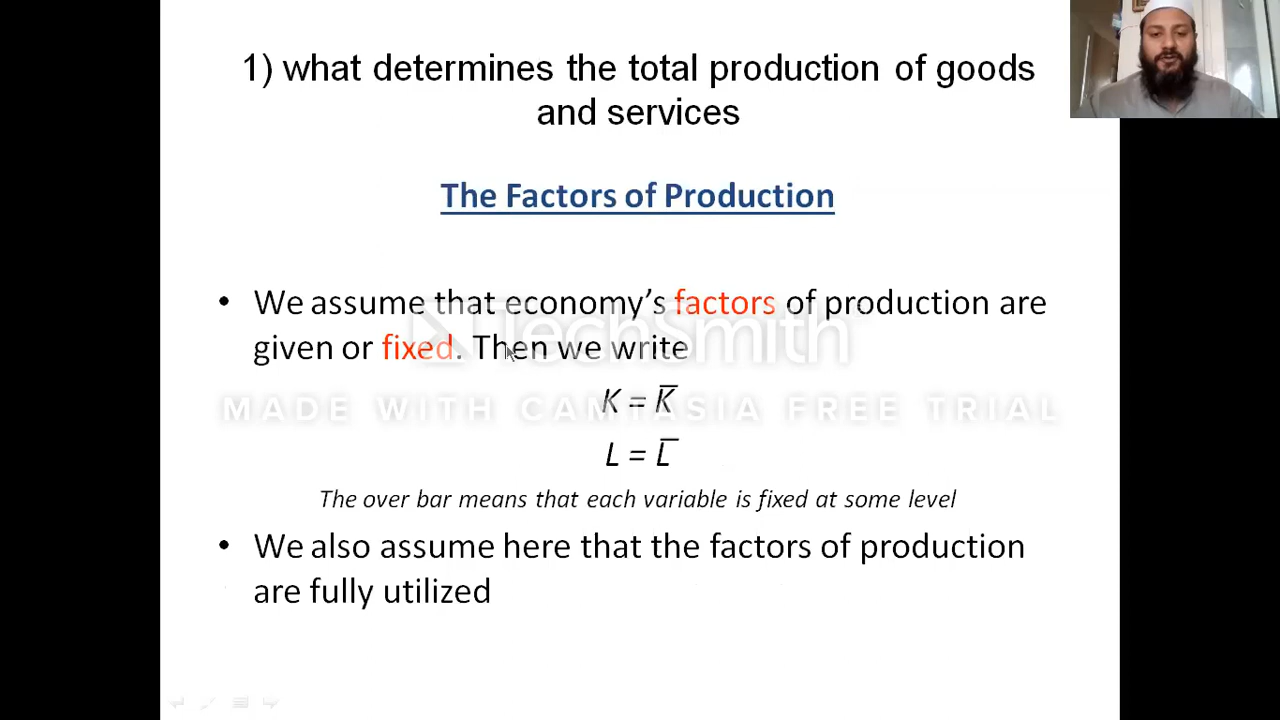 1) what determines the total production of goods
and services
The Factors of Production
• We assume that economy's factors of production are
given or fixed. Then we write
TechSmith
K = K̅
MADE WITH CAMTASIA FREE TRIAL
L = L̅
The over bar means that each variable is fixed at some level
• We also assume here that the factors of production
are fully utilized